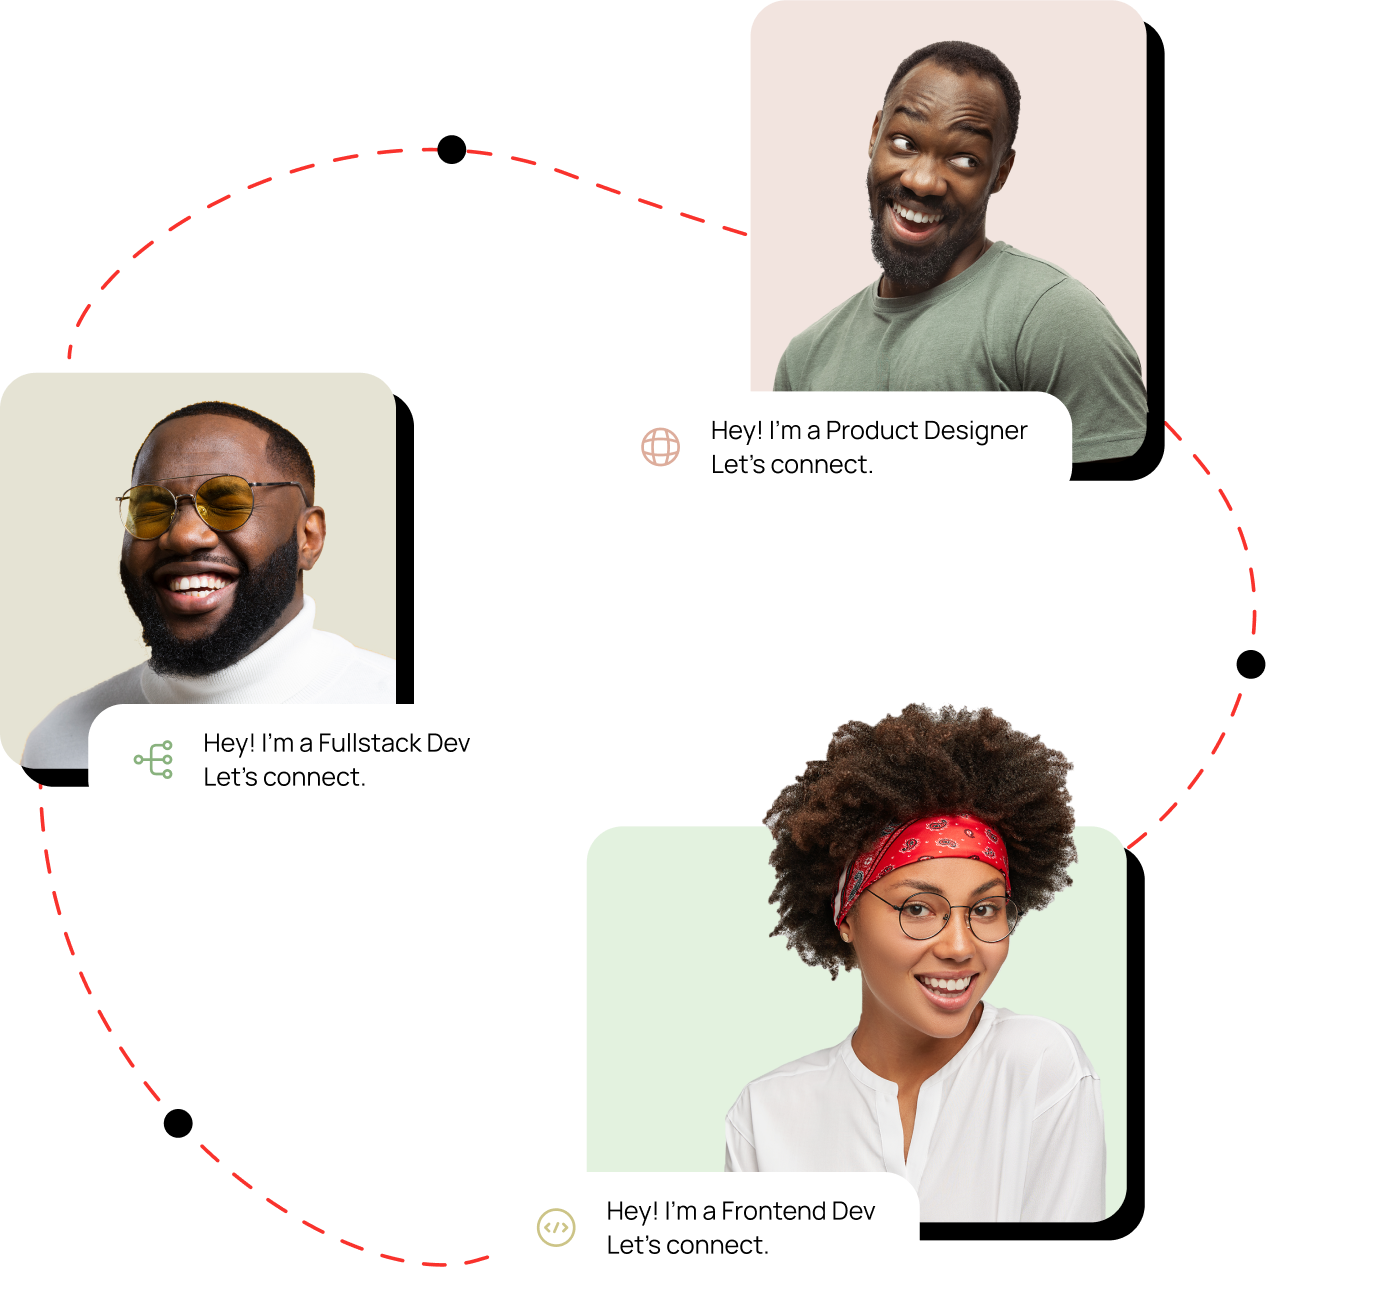 Hey! I'm a Product Designer
Let's connect.
Hey! I'm a Fullstack Dev
Let's connect.
Hey! I'm a Frontend Dev
Let's connect.